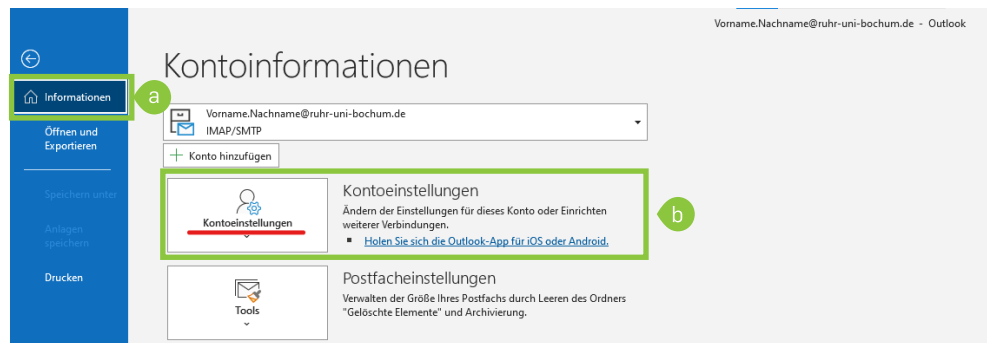 Vorname.Nachname@ruhr-uni-bochum.de - Outlook
Kontoinformationen
Informationen
a
Öffnen und
Exportieren
Speichern unter
Anlagen
speichern
Drucken
Vorname.Nachname@ruhr-uni-bochum.de
IMAP/SMTP
Konto hinzufügen
Kontoeinstellungen
Kontoeinstellungen
Ändern der Einstellungen für dieses Konto oder Einrichten
weiterer Verbindungen.
Holen Sie sich die Outlook-App für iOS oder Android.
b
Tools
Postfacheinstellungen
Verwalten der Größe Ihres Postfachs durch Leeren des Ordners
"Gelöschte Elemente" und Archivierung.